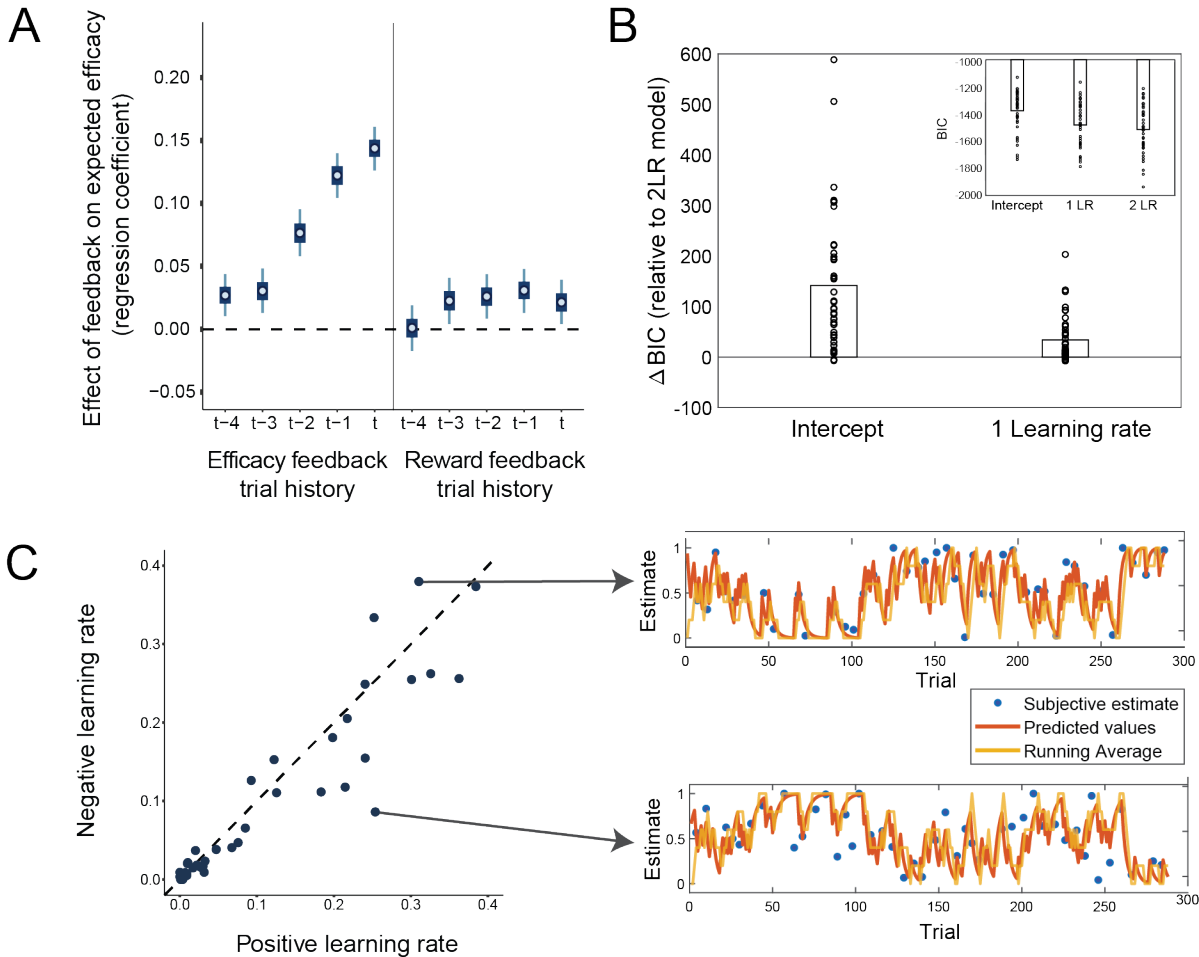 A
Effect of feedback on expected efficacy
(regression coefficient)
0.20
0.15
0.10
0.05
0.00
−0.05
t−4 t−3 t−2 t−1 t t−4 t−3 t−2 t−1 t
Efficacy feedback
trial history
Reward feedback
trial history
B
Δ BIC (relative to 2LR model)
600
500
400
300
200
100
0
-100
Intercept 1 Learning rate
BIC
-1000
-1200
-1400
-1600
-1800
-2000
Intercept 1 LR 2 LR
C
Negative learning rate
0.4
0.3
0.2
0.1
0.0
0.0 0.1 0.2 0.3 0.4
Positive learning rate
Estimate
1
0.5
0
0 50 100 150 200 250 300
Trial
Subjective estimate
Predicted values
Running Average
Estimate
1
0.5
0
0 50 100 150 200 250 300
Trial